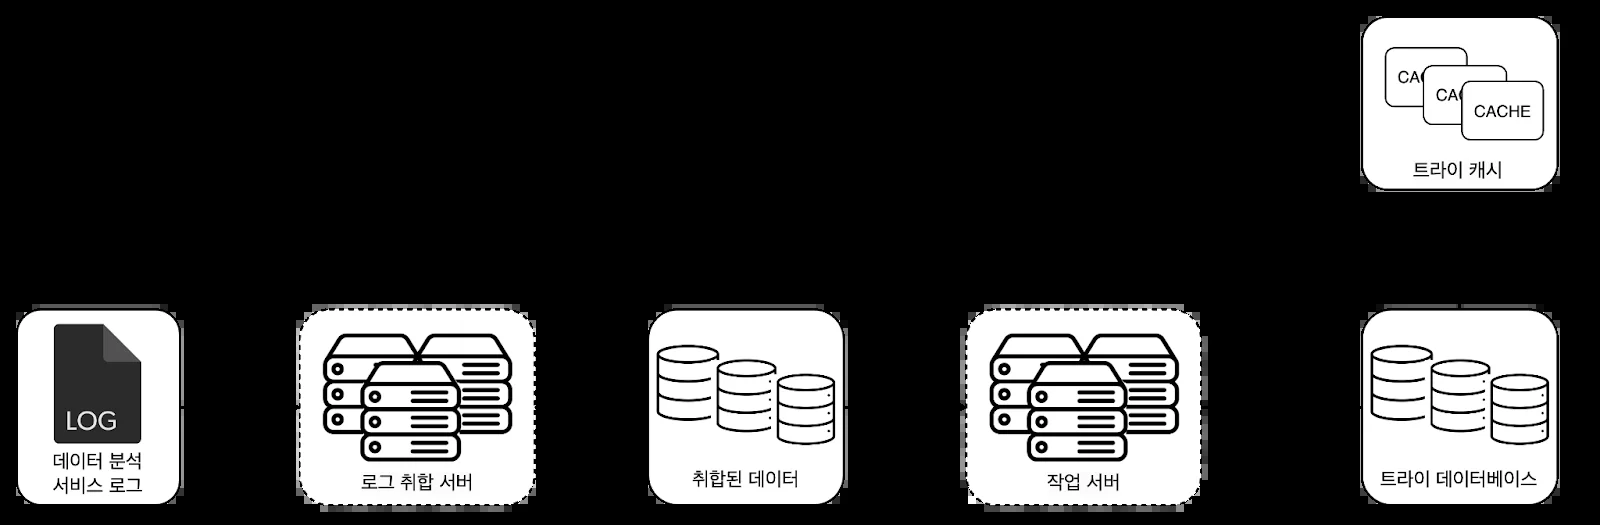 CAC
CAC
CACHE
트라이 캐시
LOG
데이터 분석
서비스 로그
로그 취합 서버
취합된 데이터
작업 서버
트라이 데이터베이스